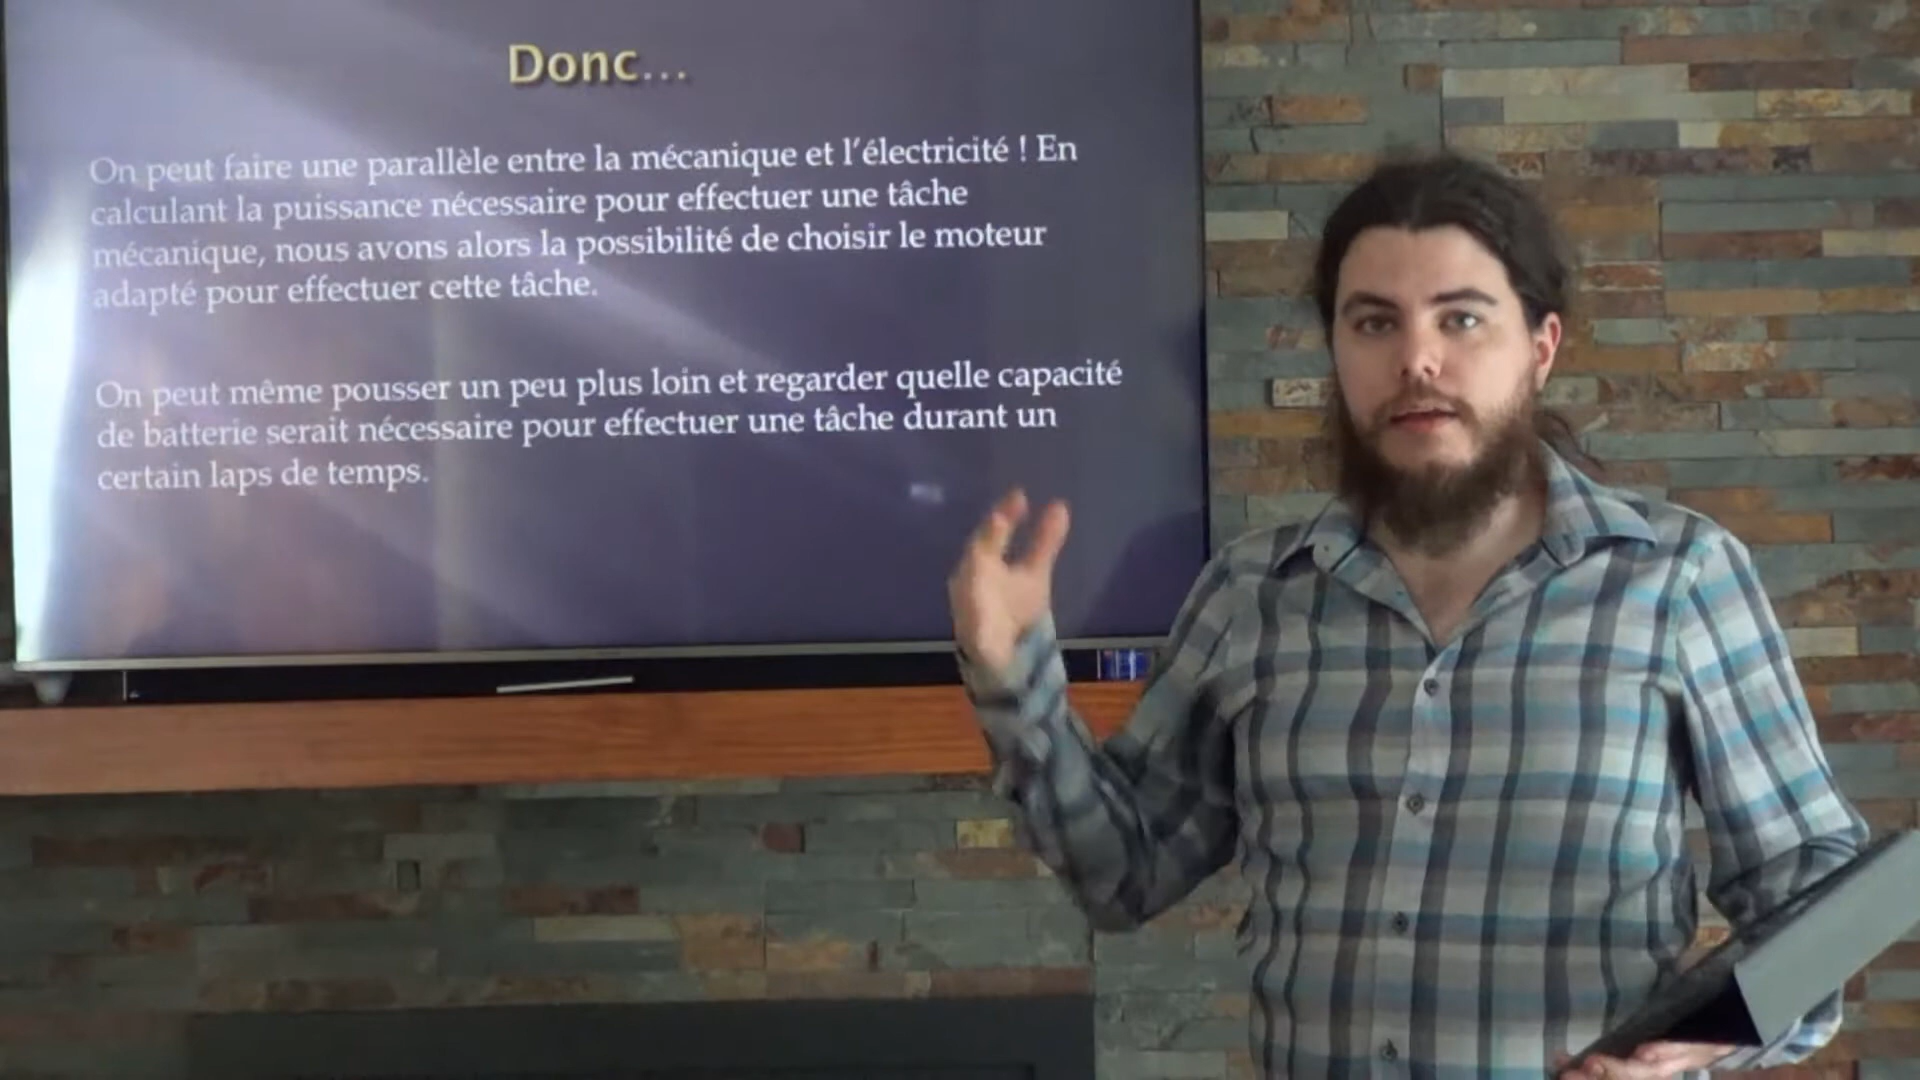 Donc...
On peut faire une parallèle entre la mécanique et l'électricité ! En
calculant la puissance nécessaire pour effectuer une tâche
mécanique, nous avons alors la possibilité de choisir le moteur
adapté pour effectuer cette tâche.
On peut même pousser un peu plus loin et regarder quelle capacité
de batterie serait nécessaire pour effectuer une tâche durant un
certain laps de temps.